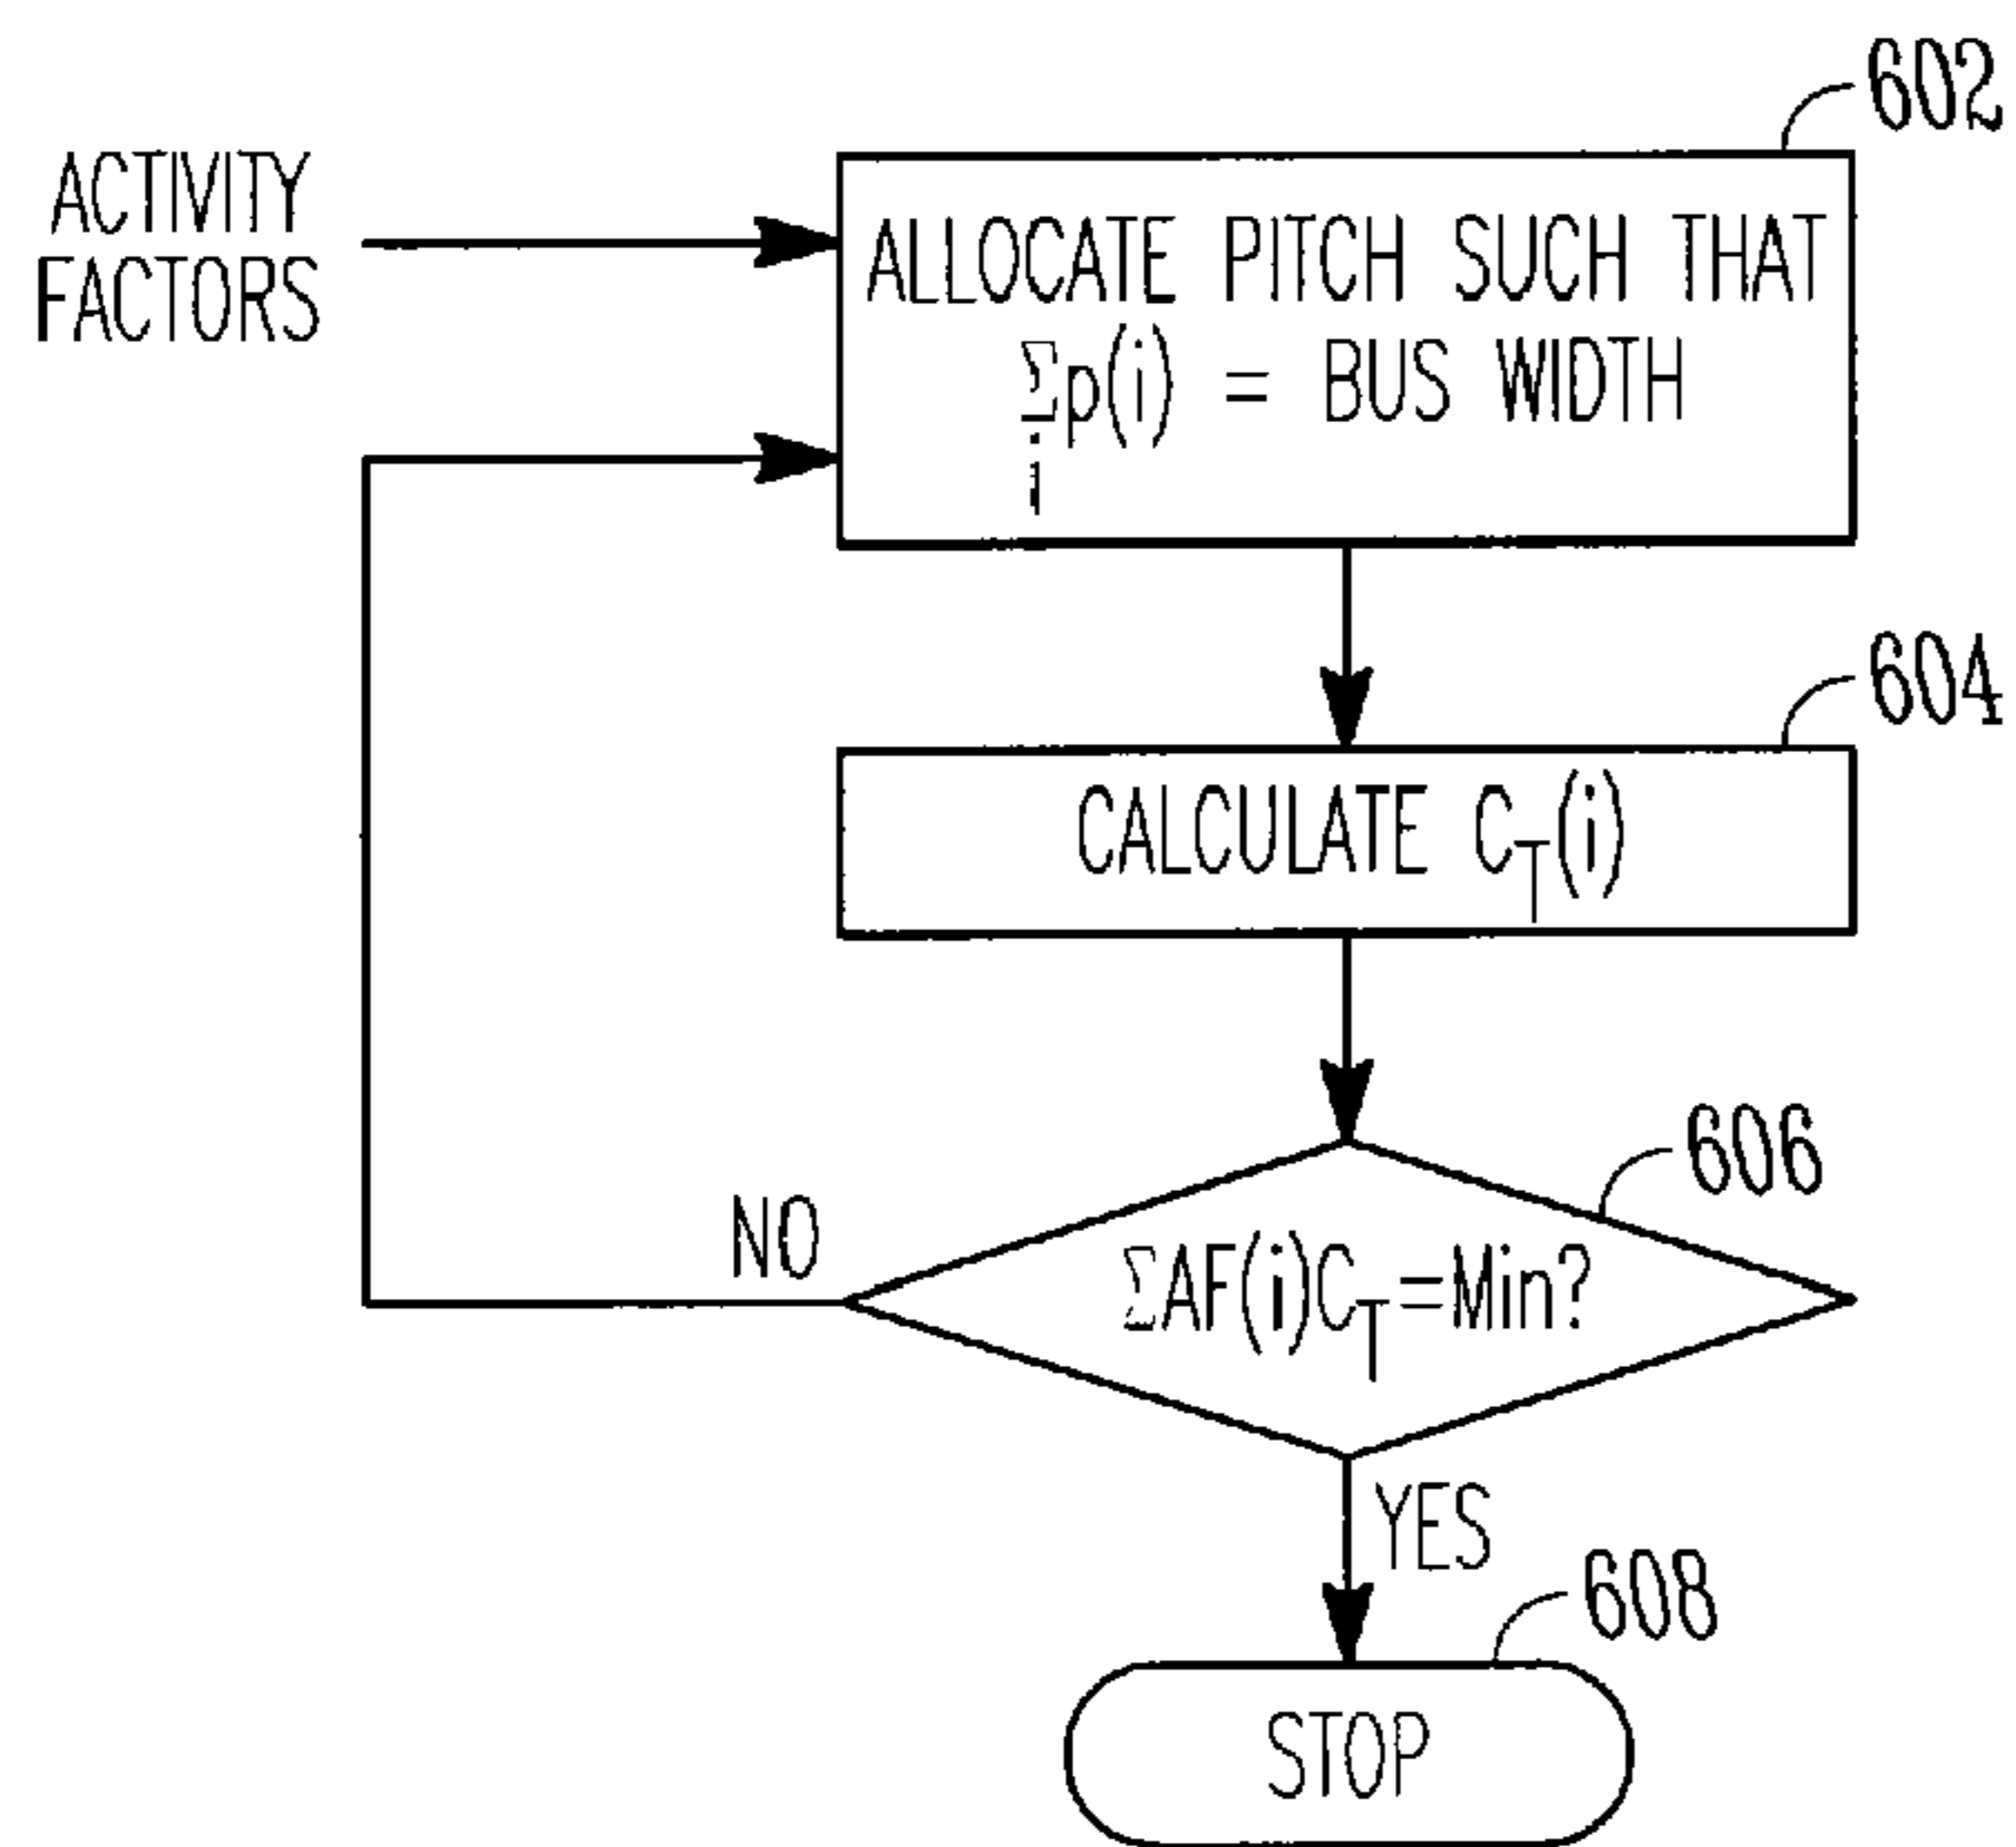 602
ACTIVITY
FACTORS
ALLOCATE PITCH SUCH THAT
Σp(i) = BUS WIDTH
i
604
CALCULATE C_T(i)
606
NO
ΣAF(i)C_T=Min?
YES
608
STOP